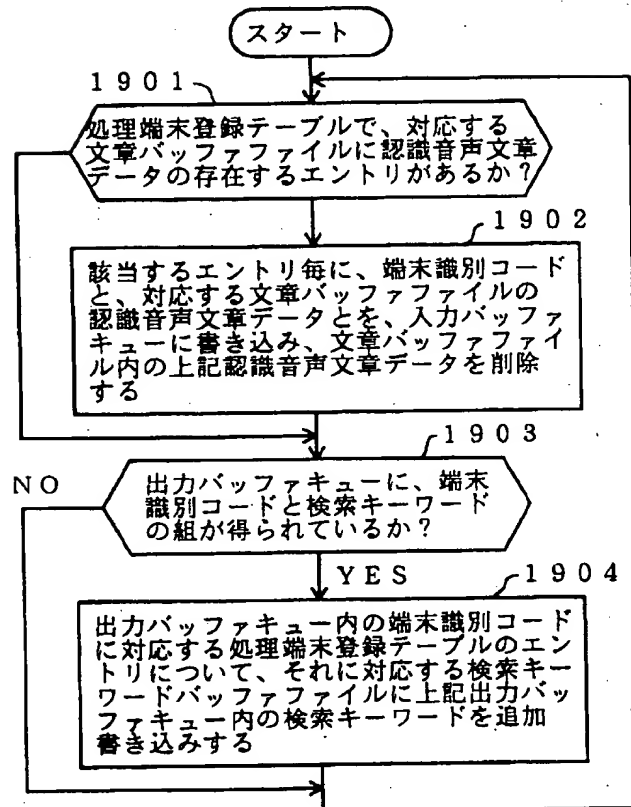 スタート
1901
処理端末登録テーブルで、対応する
文章バッファファイルに認識音声文章
データの存在するエントリがあるか?
1902
該当するエントリ毎に、端末識別コード
と、対応する文章バッファファイルの
認識音声文章データとを、入力バッファ
キューに書き込み、文章バッファファイ
ル内の上記認識音声文章データを削除
する
1903
NO
出力バッファキューに、端末
識別コードと検索キーワード
の組が得られているか?
YES
1904
出力バッファキュー内の端末識別コード
に対応する処理端末登録テーブルのエン
トリについて、それに対応する検索キー
ワードバッファファイルに上記出力バッ
ファキュー内の検索キーワードを追加
書き込みする